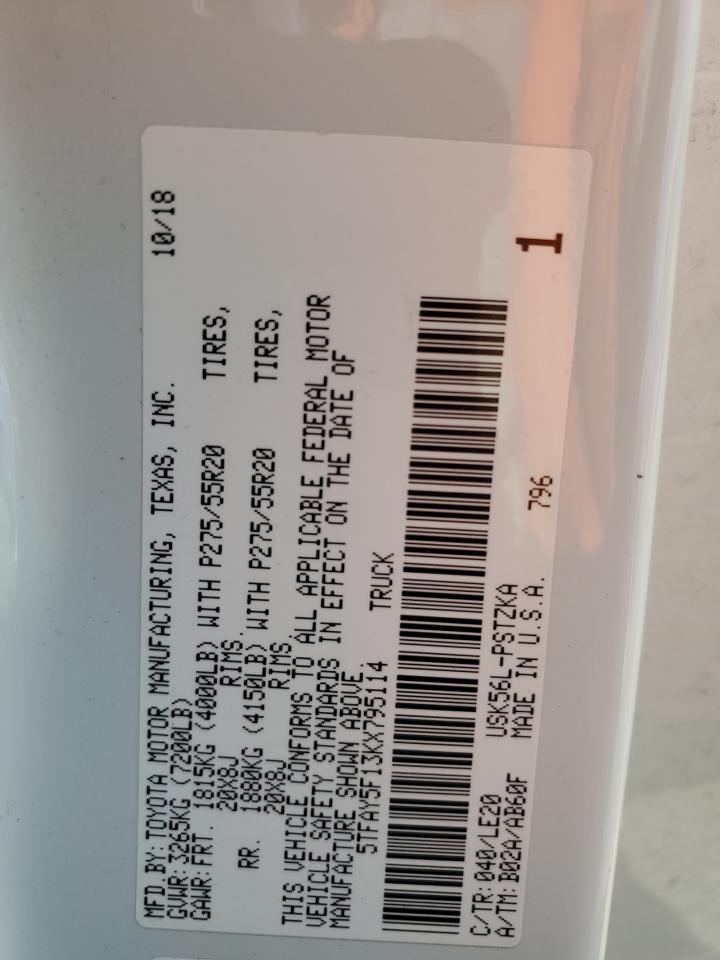 MFD BY: TOYOTA MOTOR MANUFACTURING, TEXAS, INC. 10/18
GVWR: 3265KG (7200LB)
GAWR: FRT. 1815KG (4000LB) WITH P275/55R20 TIRES,
20X8J RIMS.
RR. 1880KG (4150LB) WITH P275/55R20 TIRES,
20X8J RIMS.
THIS VEHICLE CONFORMS TO ALL APPLICABLE FEDERAL MOTOR
VEHICLE SAFETY STANDARDS IN EFFECT ON THE DATE OF
MANUFACTURE SHOWN ABOVE.
5TFAY5F13KX795114 TRUCK
C/TR: 040/LE20 USK56L-PSTZKA
A/TM: B02A/AB60F MADE IN U.S.A. 796 1